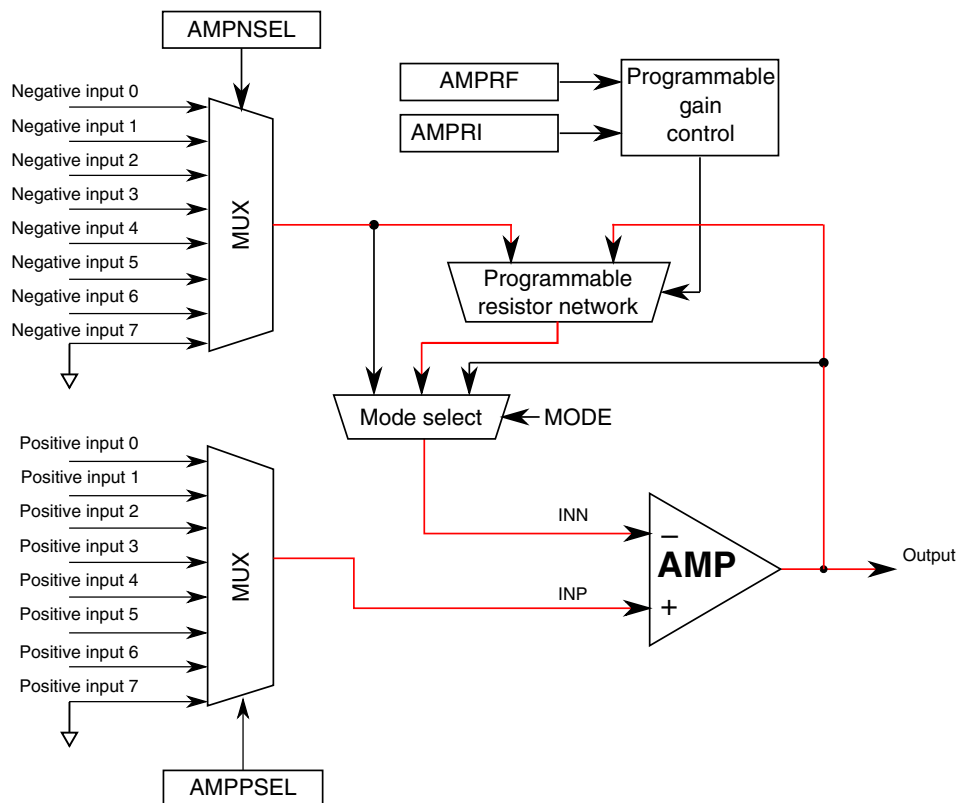 AMPNSEL
Negative input 0
Negative input 1
Negative input 2
Negative input 3
Negative input 4
Negative input 5
Negative input 6
Negative input 7
MUX
AMPRF
AMPRI
Programmable
gain
control
Programmable
resistor network
Mode select
MODE
Positive input 0
Positive input 1
Positive input 2
Positive input 3
Positive input 4
Positive input 5
Positive input 6
Positive input 7
MUX
INN
INP
−
AMP
+
Output
AMPPSEL